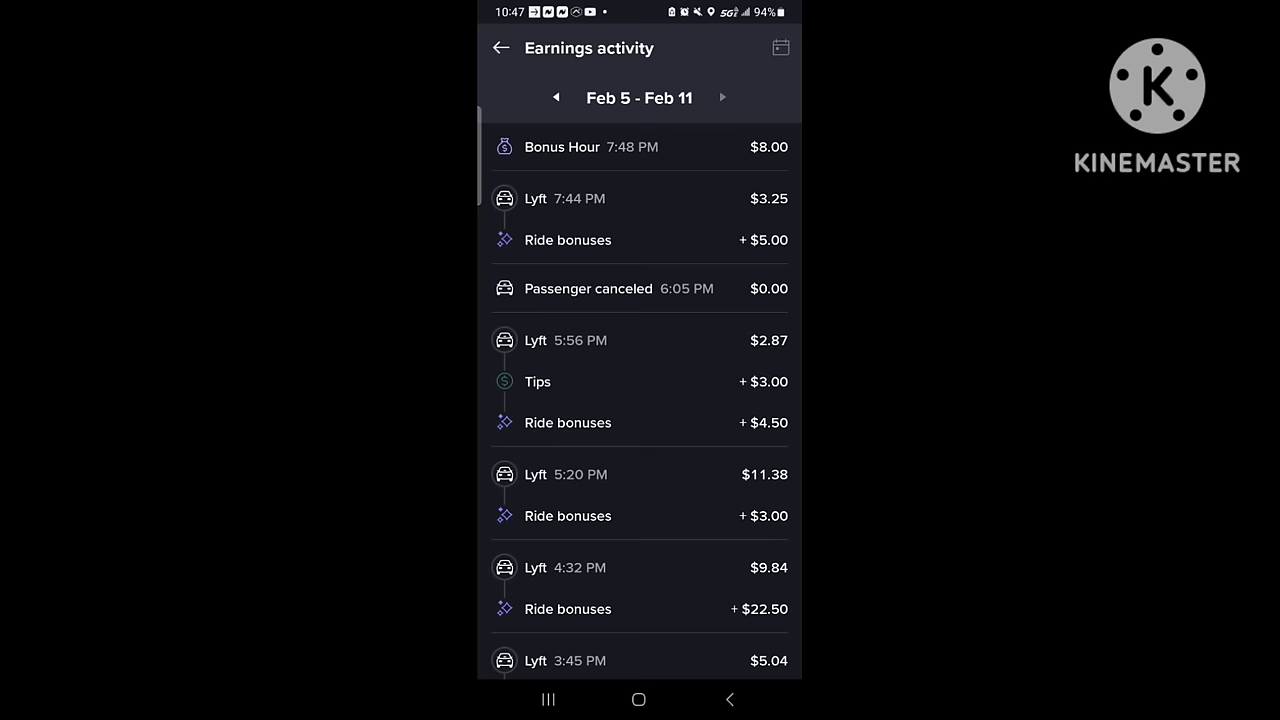 10:47 5G 94%
Earnings activity
Feb 5 - Feb 11
Bonus Hour 7:48 PM $8.00
Lyft 7:44 PM $3.25
Ride bonuses + $5.00
Passenger canceled 6:05 PM $0.00
Lyft 5:56 PM $2.87
Tips + $3.00
Ride bonuses + $4.50
Lyft 5:20 PM $11.38
Ride bonuses + $3.00
Lyft 4:32 PM $9.84
Ride bonuses + $22.50
Lyft 3:45 PM $5.04
K
KINEMASTER